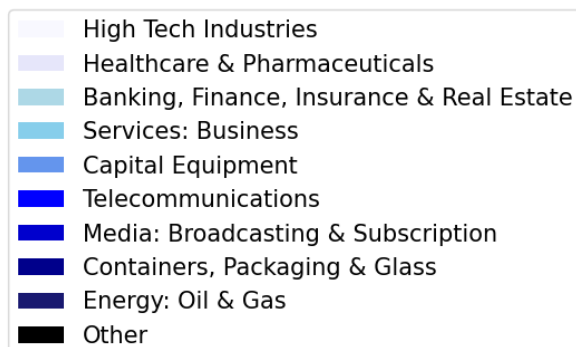 High Tech Industries
Healthcare & Pharmaceuticals
Banking, Finance, Insurance & Real Estate
Services: Business
Capital Equipment
Telecommunications
Media: Broadcasting & Subscription
Containers, Packaging & Glass
Energy: Oil & Gas
Other